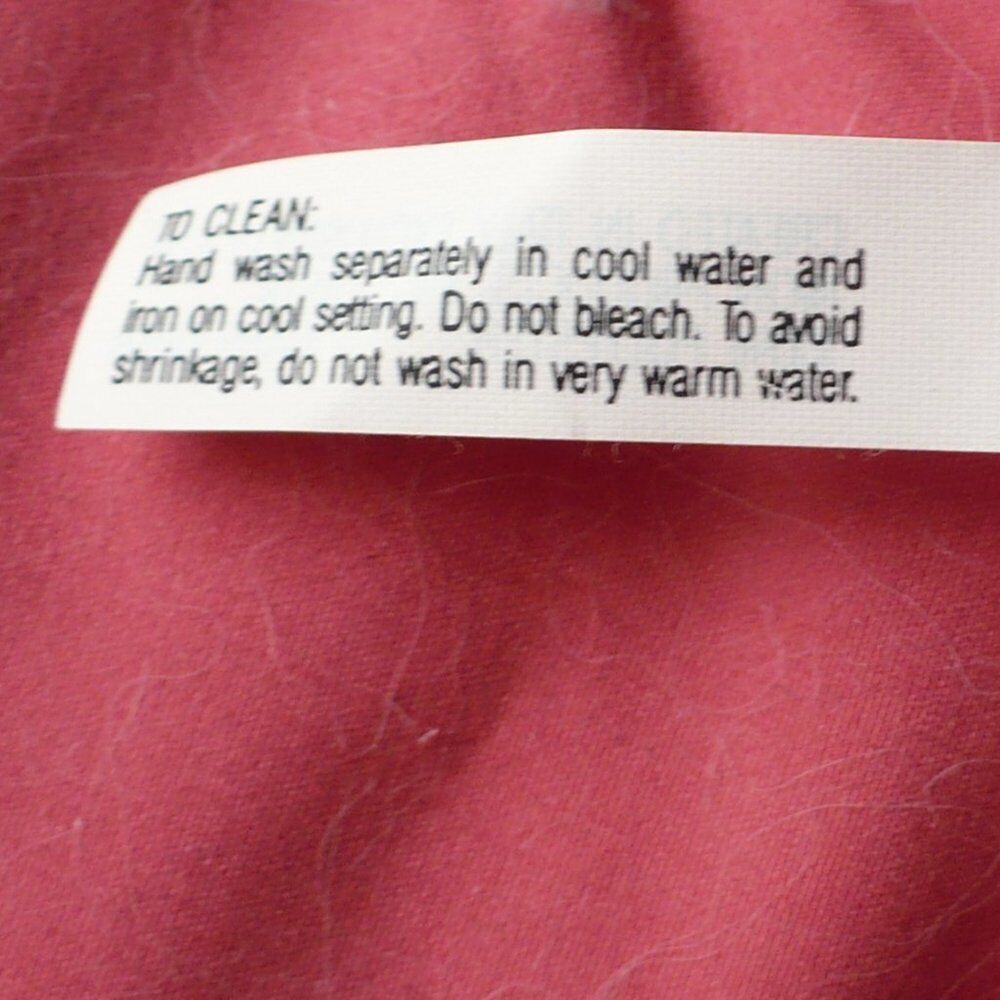 TO CLEAN:
Hand wash separately in cool water and
iron on cool setting. Do not bleach. To avoid
shrinkage, do not wash in very warm water.